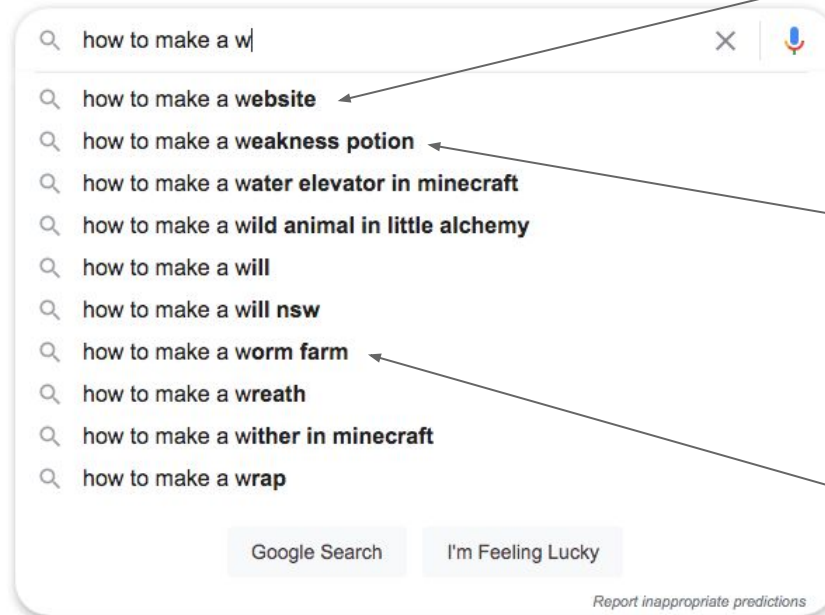 how to make a w
how to make a website
how to make a weakness potion
how to make a water elevator in minecraft
how to make a wild animal in little alchemy
how to make a will
how to make a will nsw
how to make a worm farm
how to make a wreath
how to make a wither in minecraft
how to make a wrap
Google Search I'm Feeling Lucky
Report inappropriate predictions